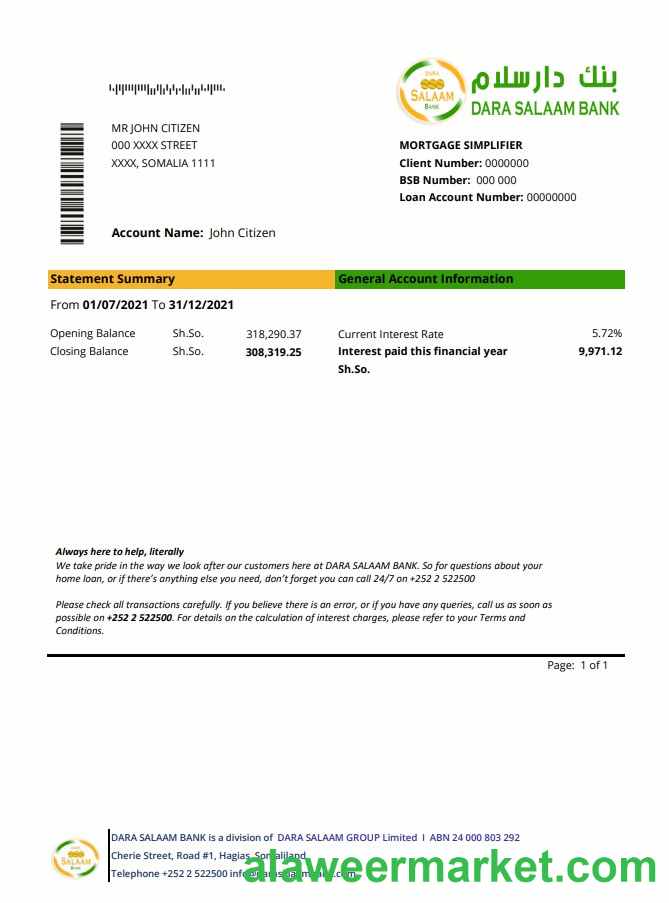 DARA
SALAAM
BANK
بنك دارسلام
DARA SALAAM BANK
MR JOHN CITIZEN
000 XXXX STREET
XXXX, SOMALIA 1111
MORTGAGE SIMPLIFIER
Client Number: 0000000
BSB Number: 000 000
Loan Account Number: 00000000
Account Name: John Citizen
Statement Summary
General Account Information
From 01/07/2021 To 31/12/2021
Opening Balance Sh.So. 318,290.37
Closing Balance Sh.So. 308,319.25
Current Interest Rate 5.72%
Interest paid this financial year 9,971.12
Sh.So.
Always here to help, literally
We take pride in the way we look after our customers here at DARA SALAAM BANK. So for questions about your
home loan, or if there’s anything else you need, don’t forget you can call 24/7 on +252 2 522500
Please check all transactions carefully. If you believe there is an error, or if you have any queries, call us as soon as
possible on +252 2 522500. For details on the calculation of interest charges, please refer to your Terms and
Conditions.
Page: 1 of 1
SALAAM
DARA SALAAM BANK is a division of DARA SALAAM GROUP Limited I ABN 24 000 803 292
Cherie Street, Road #1, Hagias, Somaliland
Telephone +252 2 522500
alaweermarket.com